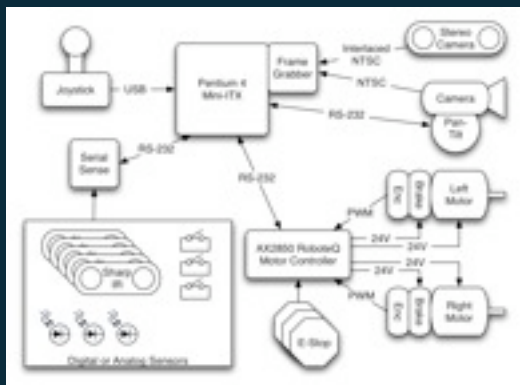 Joystick
USB
Pentium 4
Mini-ITX
Frame
Grabber
Interlaced
NTSC
Stereo
Camera
NTSC
Camera
RS-232
Pan-
Tilt
Serial
Sense
RS-232
RS-232
Sharp
IR
Digital or Analog Sensors
AX2850 RoboteQ
Motor Controller
E-Stop
PWM
Enc
Brake
Left
Motor
24V
24V
24V
24V
PWM
Enc
Brake
Right
Motor